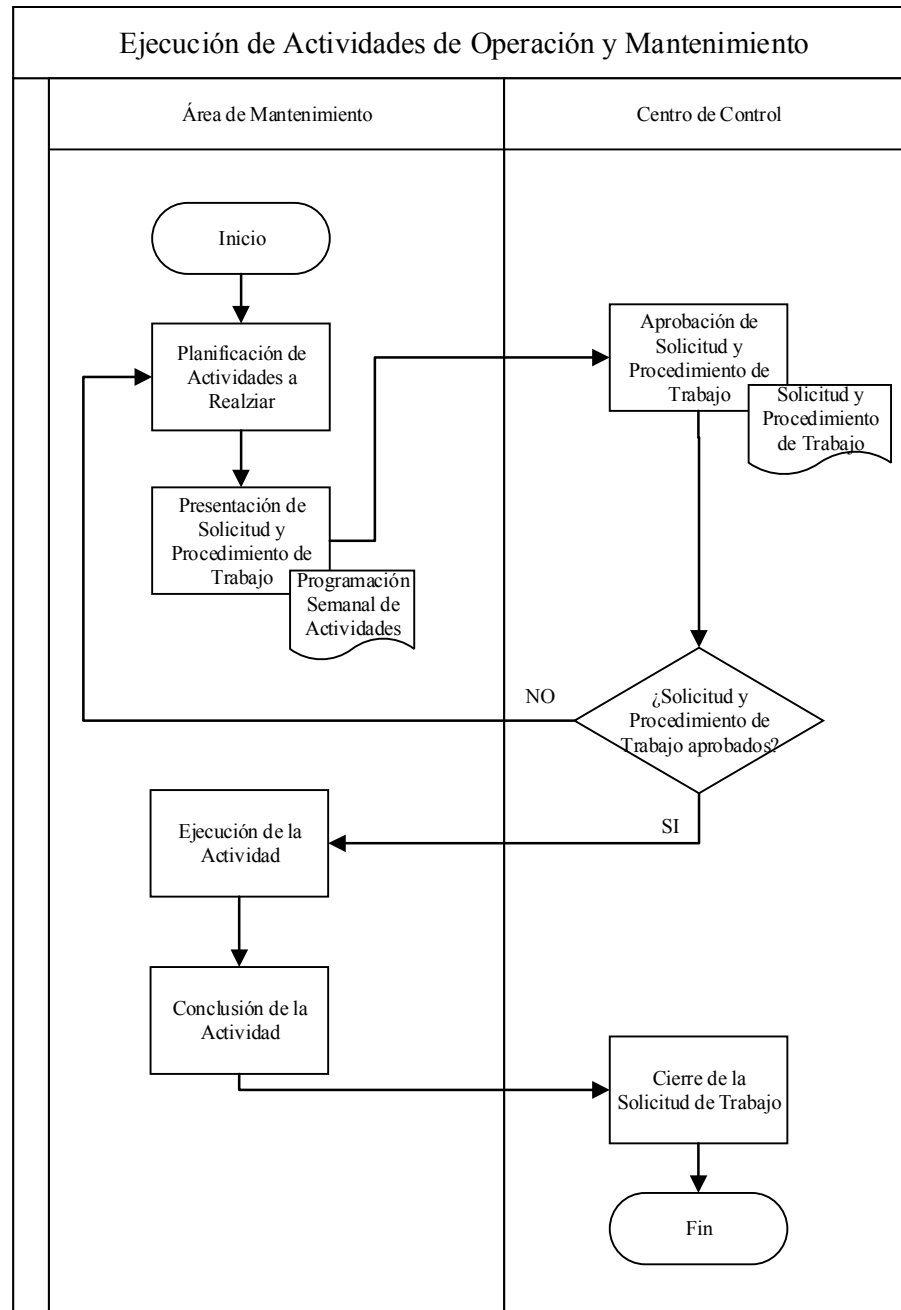 Ejecución de Actividades de Operación y Mantenimiento
Área de Mantenimiento
Centro de Control
Inicio
Planificación de
Actividades a
Realziar
Presentación de
Solicitud y
Procedimiento de
Trabajo
Programación
Semanal de
Actividades
Aprobación de
Solicitud y
Procedimiento de
Trabajo
Solicitud y
Procedimiento
de Trabajo
¿Solicitud y
Procedimiento de
Trabajo aprobados?
NO
SI
Ejecución de la
Actividad
Conclusión de la
Actividad
Cierre de la
Solicitud de Trabajo
Fin